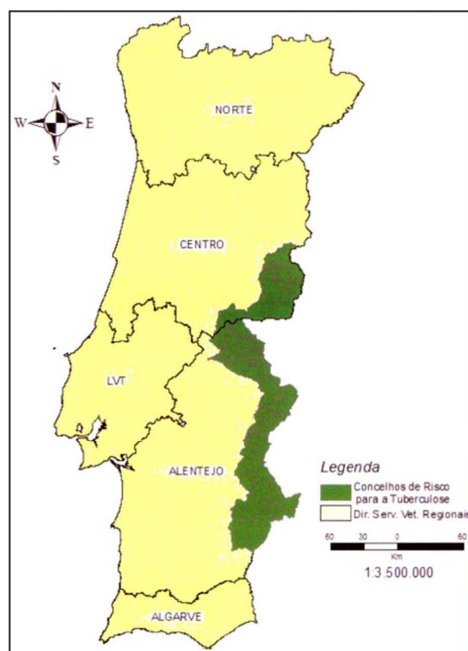 N
W E
S
NORTE
CENTRO
LVT
ALENTEJO
ALGARVE
Legenda
Concelhos de Risco
para a Tuberculose
Dir. Serv. Vet. Regionais
60 30 0 60
Km
1:3.500.000